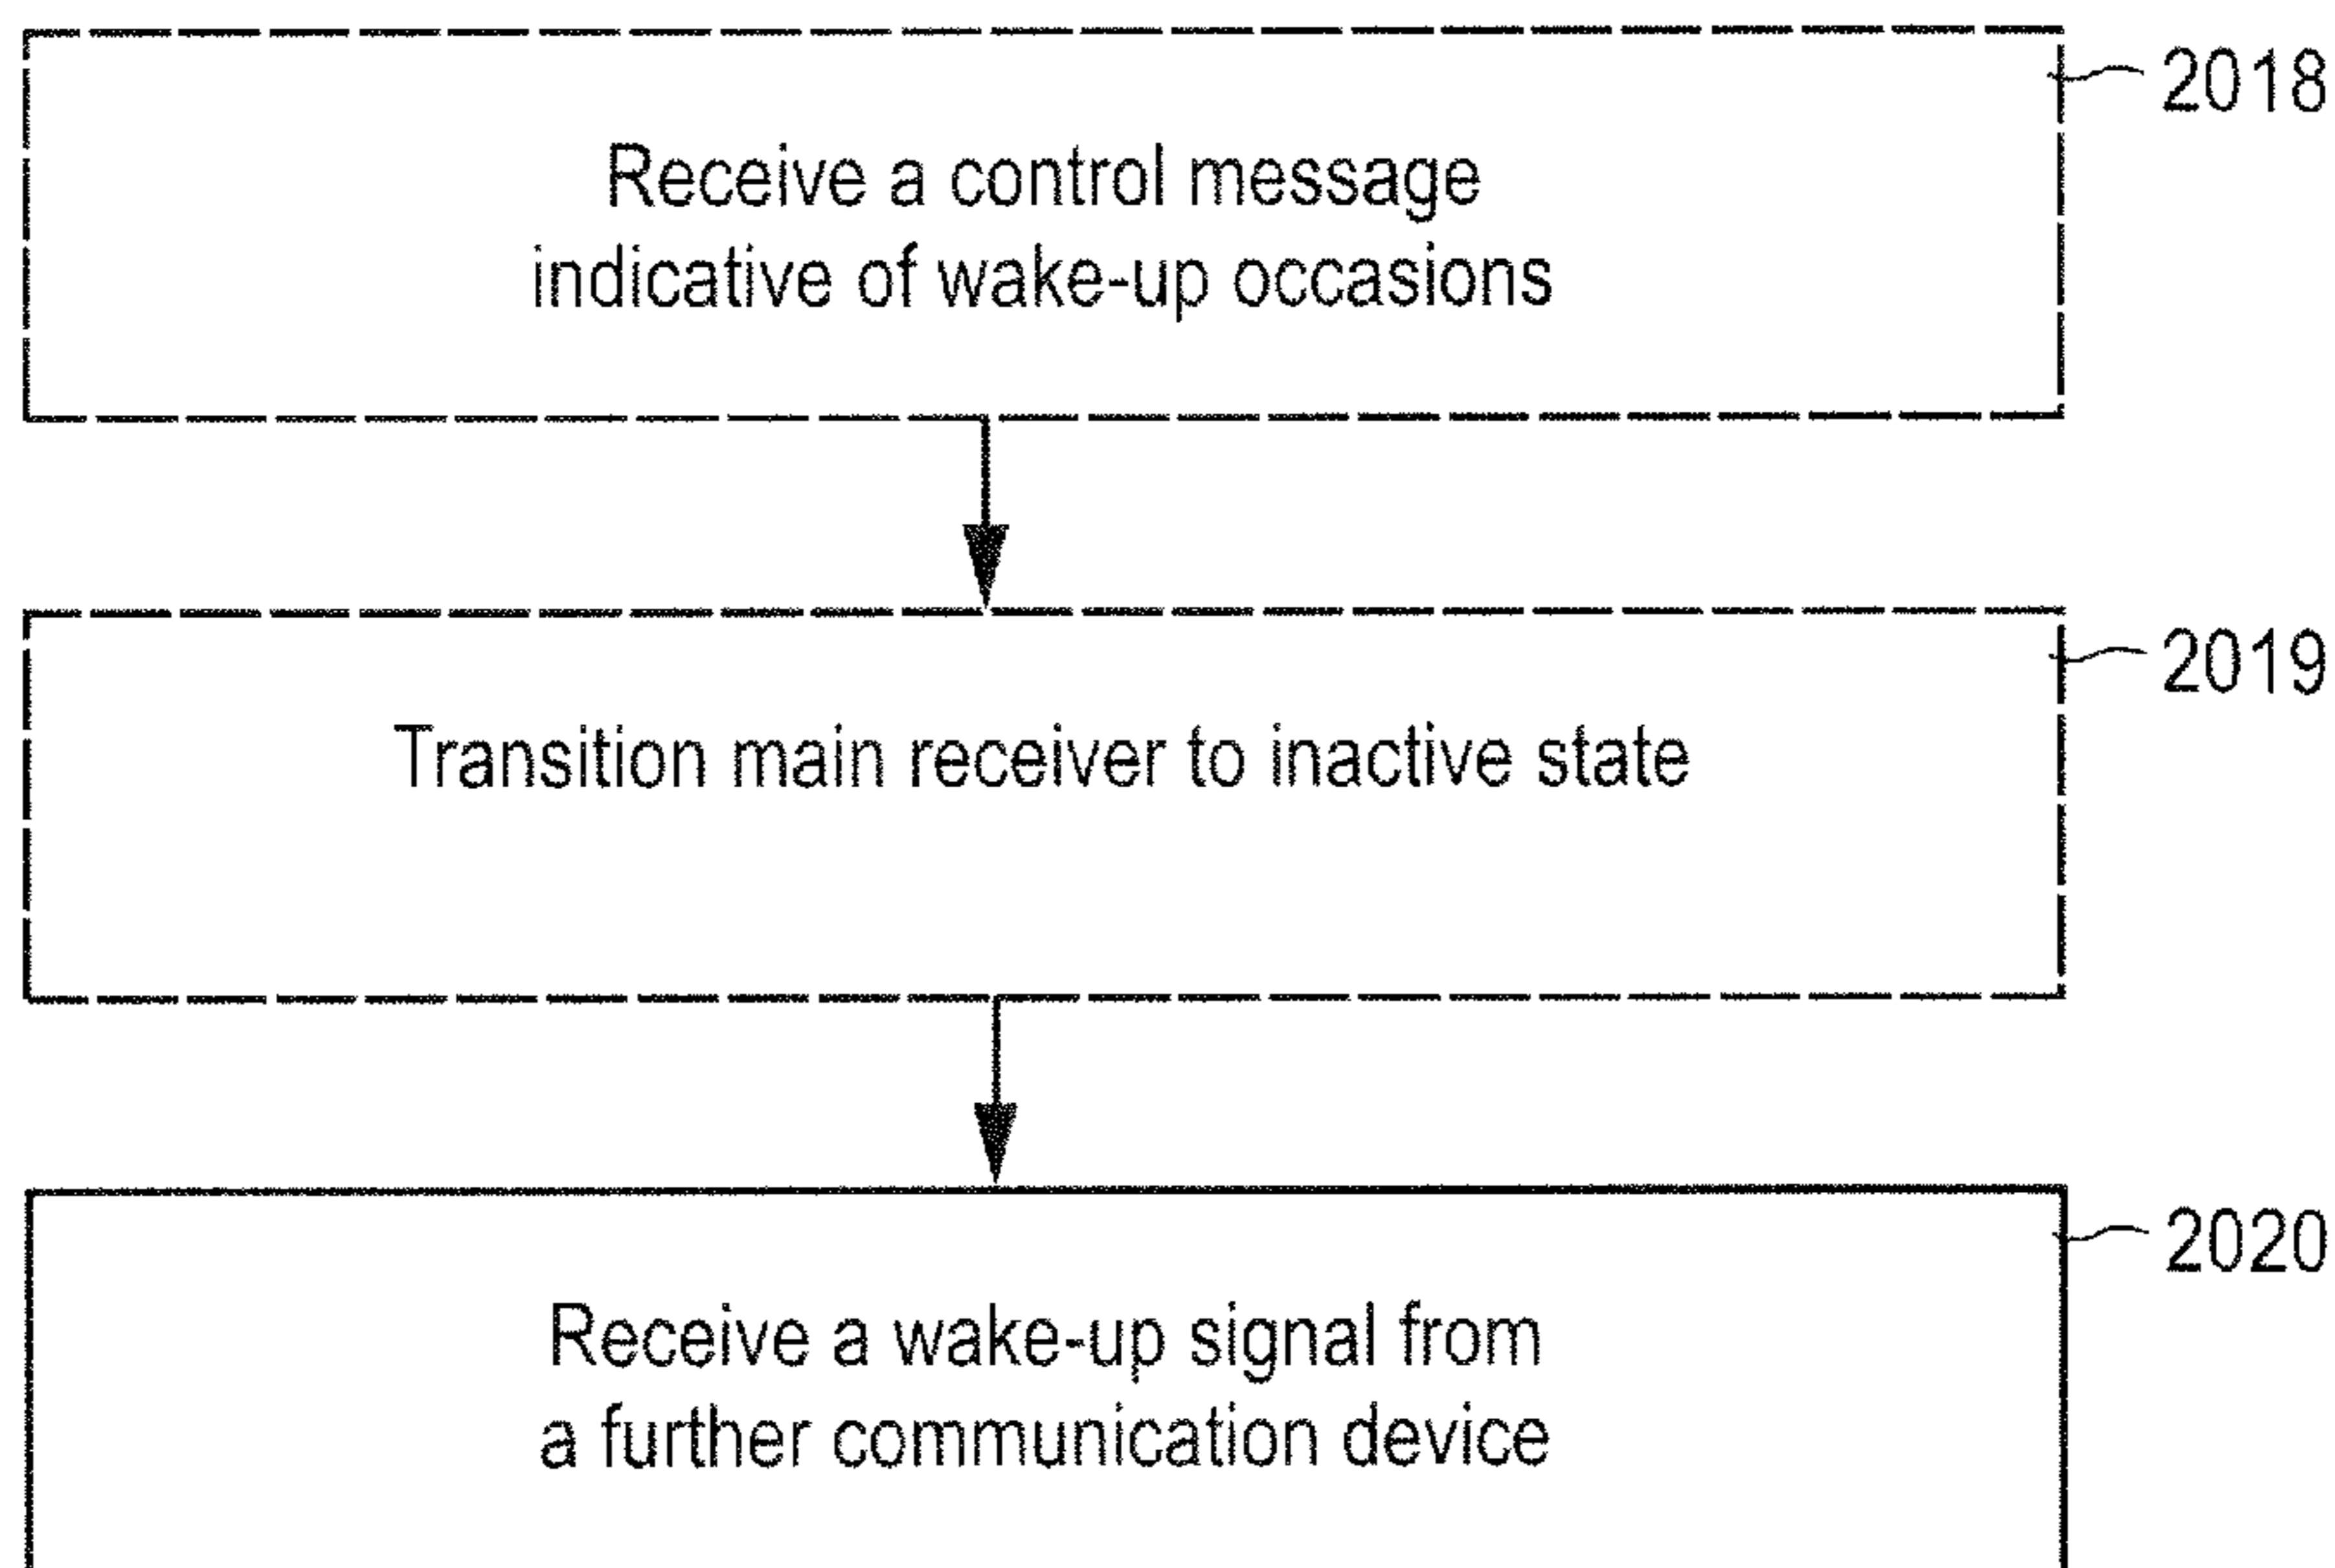 2018
Receive a control message
indicative of wake-up occasions
2019
Transition main receiver to inactive state
2020
Receive a wake-up signal from
a further communication device